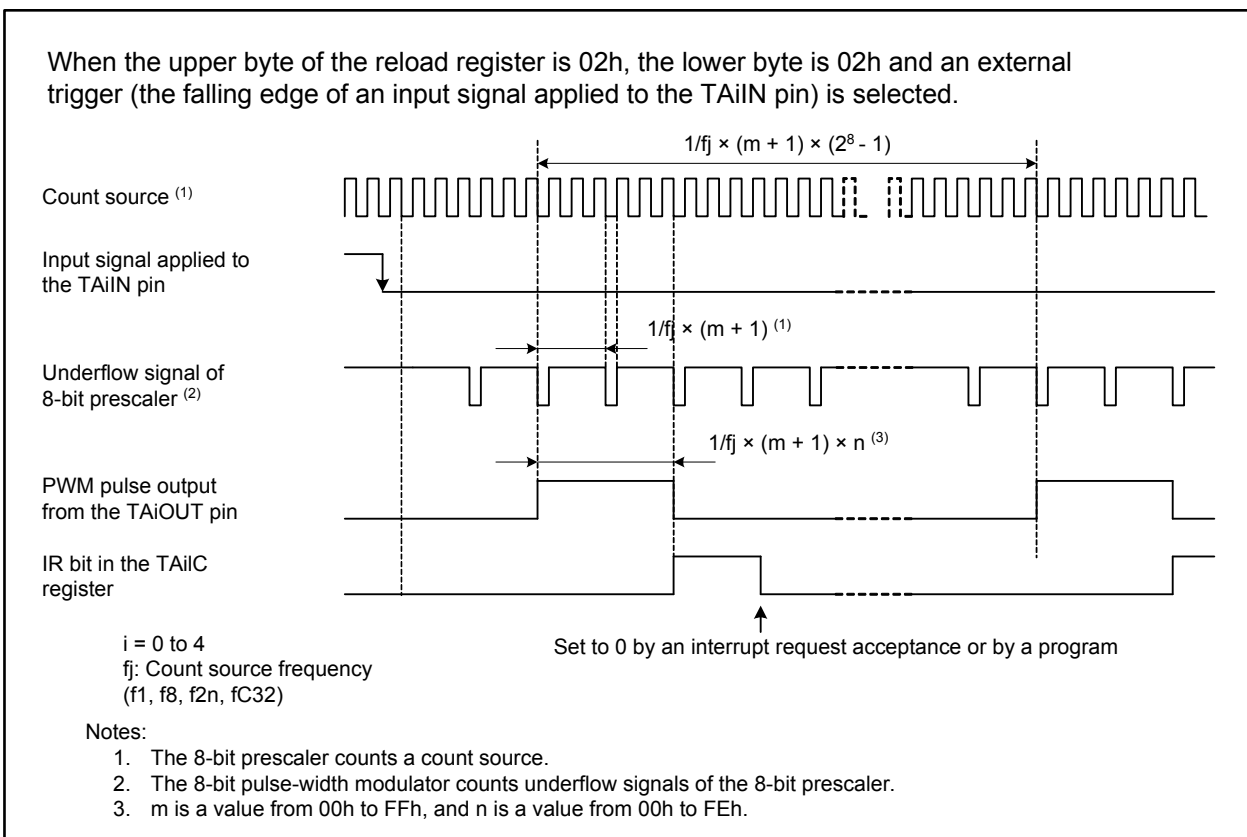 When the upper byte of the reload register is 02h, the lower byte is 02h and an external
trigger (the falling edge of an input signal applied to the TAiIN pin) is selected.
1/fj × (m + 1) × (2⁸ - 1)
Count source (1)
Input signal applied to
the TAiIN pin
1/fj × (m + 1) (1)
Underflow signal of
8-bit prescaler (2)
1/fj × (m + 1) × n (3)
PWM pulse output
from the TAiOUT pin
IR bit in the TAiIC
register
Set to 0 by an interrupt request acceptance or by a program
i = 0 to 4
fj: Count source frequency
(f1, f8, f2n, fC32)
Notes:
1. The 8-bit prescaler counts a count source.
2. The 8-bit pulse-width modulator counts underflow signals of the 8-bit prescaler.
3. m is a value from 00h to FFh, and n is a value from 00h to FEh.